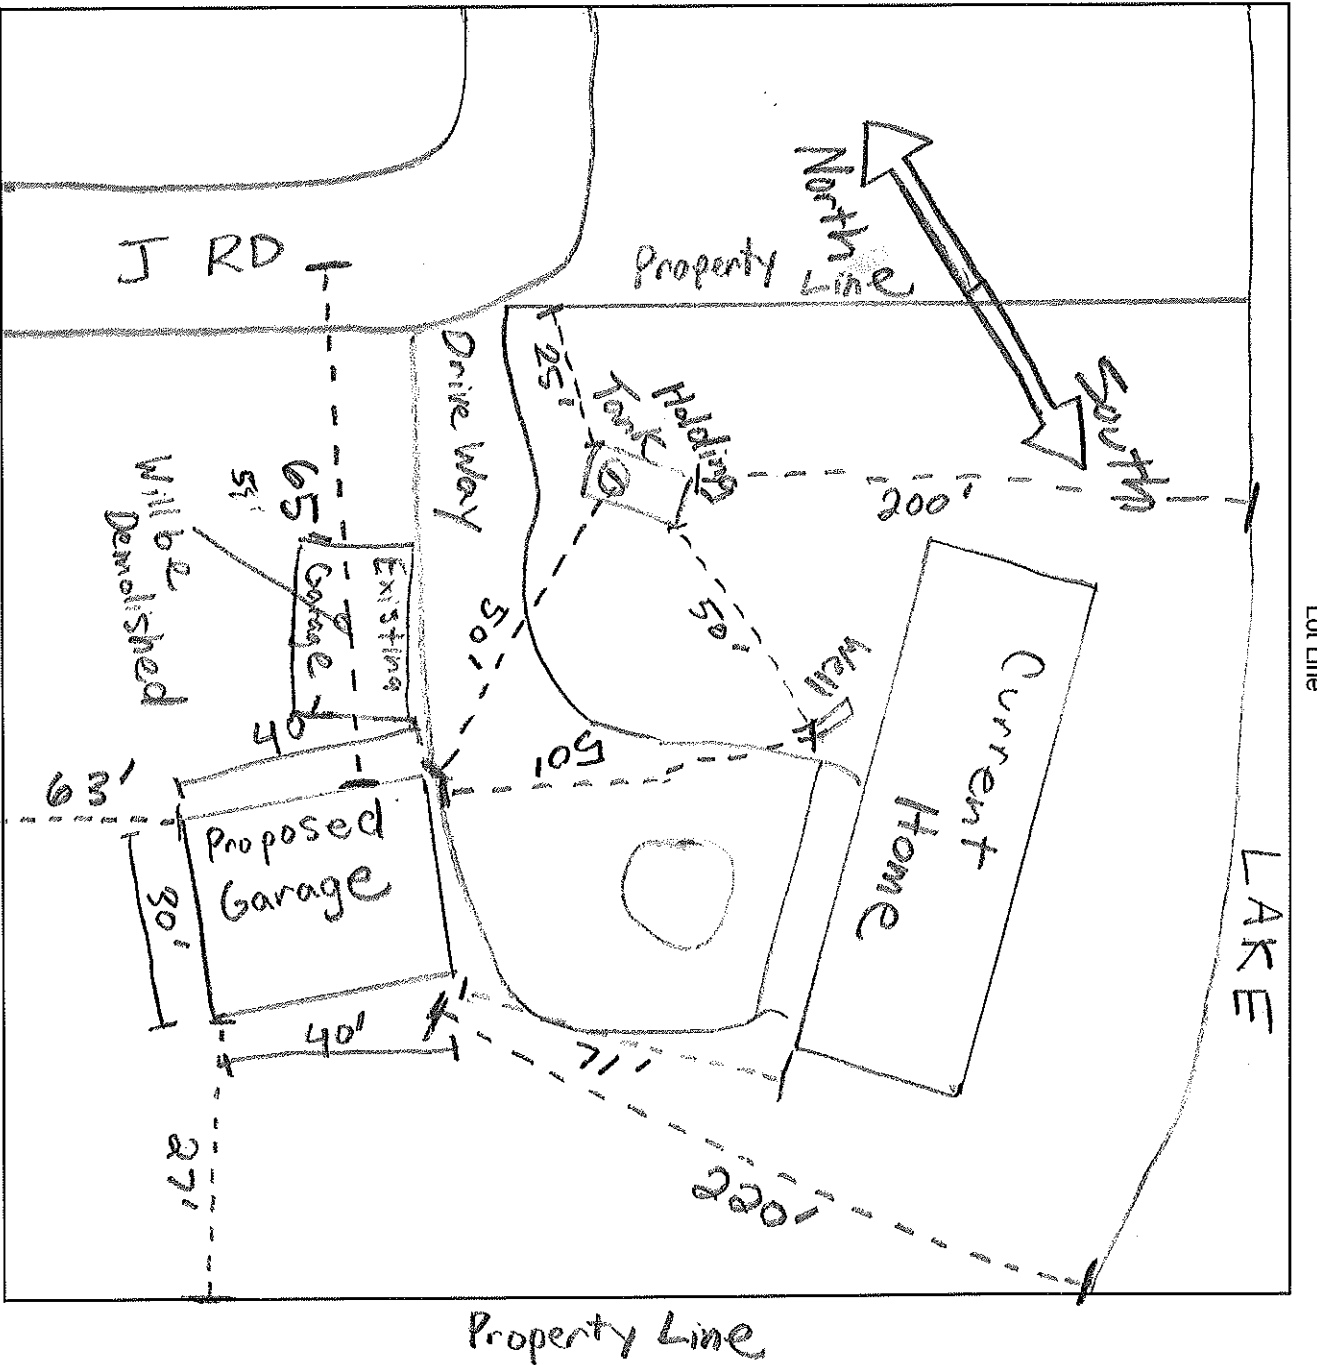 North
South
Property
Line
J RD
Drive Way
25'
Holding
Tank
200'
Lot Line
65'
Will be
Demolished
Existing
Garage
50'
50'
Well
50'
Current
Home
LAKE
40'
63'
Proposed
Garage
30'
40'
71'
220'
27'
Property Line